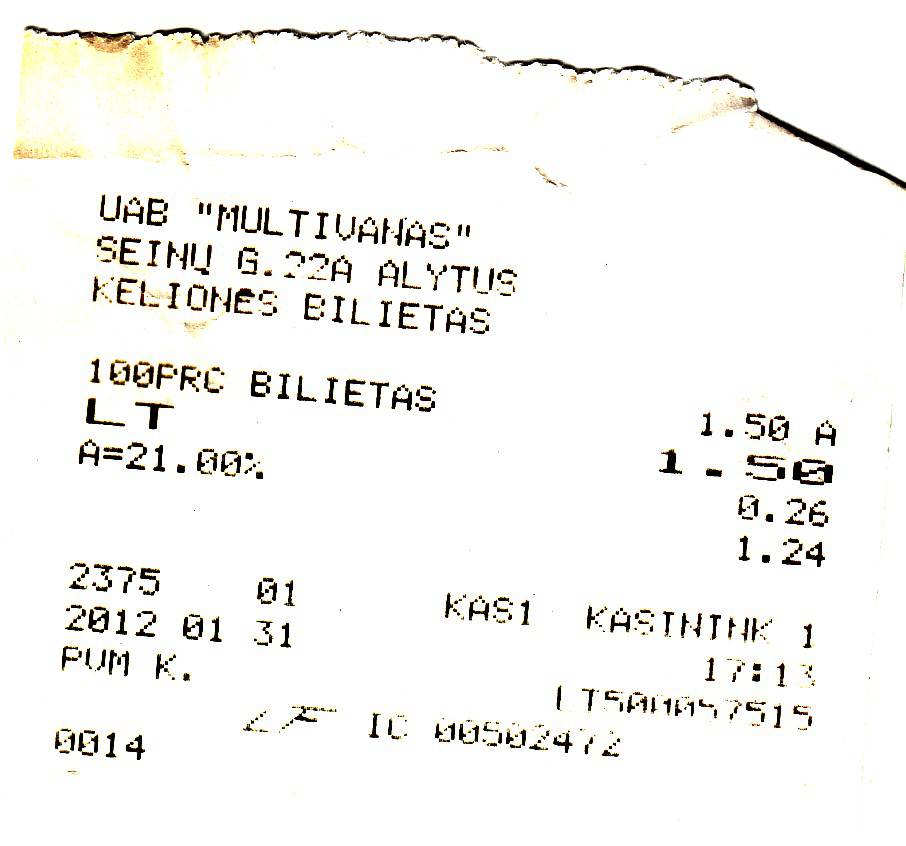 UAB "MULTIVANAS"
SEINŲ G.22A ALYTUS
KELIONĖS BILIETAS
100PRC BILIETAS 1.50 A
LT 1.50
A=21.00% 0.26
1.24
2375 01 KAS1 KASININK 1
2012 01 31 17:13
PVM K.
IC 00502472
0014